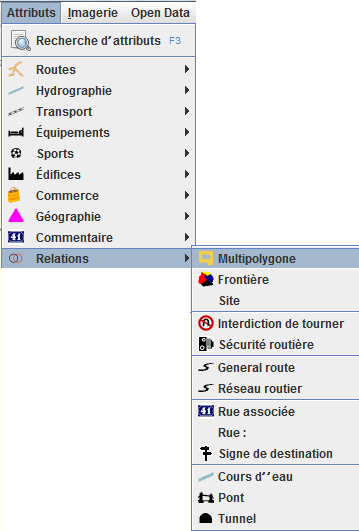 Attributs Imagerie Open Data
Recherche d'attributs F3
Routes
Hydrographie
Transport
Équipements
Sports
Édifices
Commerce
Géographie
41 Commentaire
Relations
Multipolygone
Frontière
Site
Interdiction de tourner
Sécurité routière
General route
Réseau routier
41 Rue associée
Rue :
Signe de destination
Cours d''eau
Pont
Tunnel